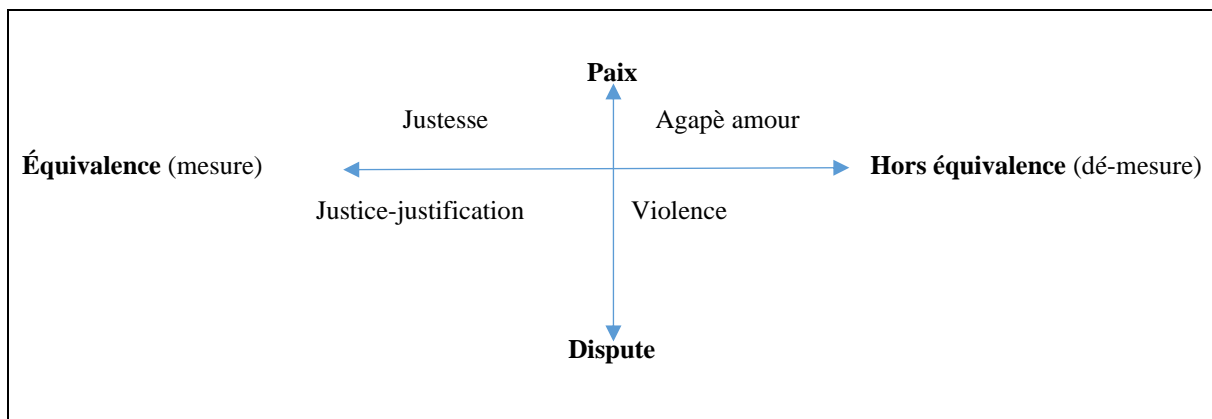 Paix
Justesse Agapè amour
Équivalence (mesure) Hors équivalence (dé-mesure)
Justice-justification Violence
Dispute